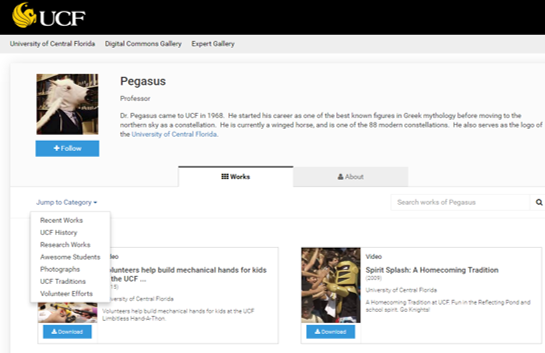 UCF
University of Central Florida Digital Commons Gallery Expert Gallery
Pegasus
Professor
Dr. Pegasus came to UCF in 1968. He started his career as one of the best known figures in Greek mythology before moving to the
northern sky as a constellation. He is currently a winged horse, and is one of the 88 modern constellations. He also serves as the logo of
the University of Central Florida.
+ Follow
Works
About
Jump to Category
Search works of Pegasus
Recent Works
UCF History
Research Works
Awesome Students
Photographs
UCF Traditions
Volunteer Efforts
deo
olunteers help build mechanical hands for kids
the UCF ...
15)
niversity of Central Florida
Volunteers help build mechanical hands for kids at the UCF
Limbitless Hand-A-Thon.
Download
Video
Spirit Splash: A Homecoming Tradition
(2009)
University of Central Florida
A Homecoming Tradition at UCF. Fun in the Reflecting Pond and
school spirit. Go Knights!
Download